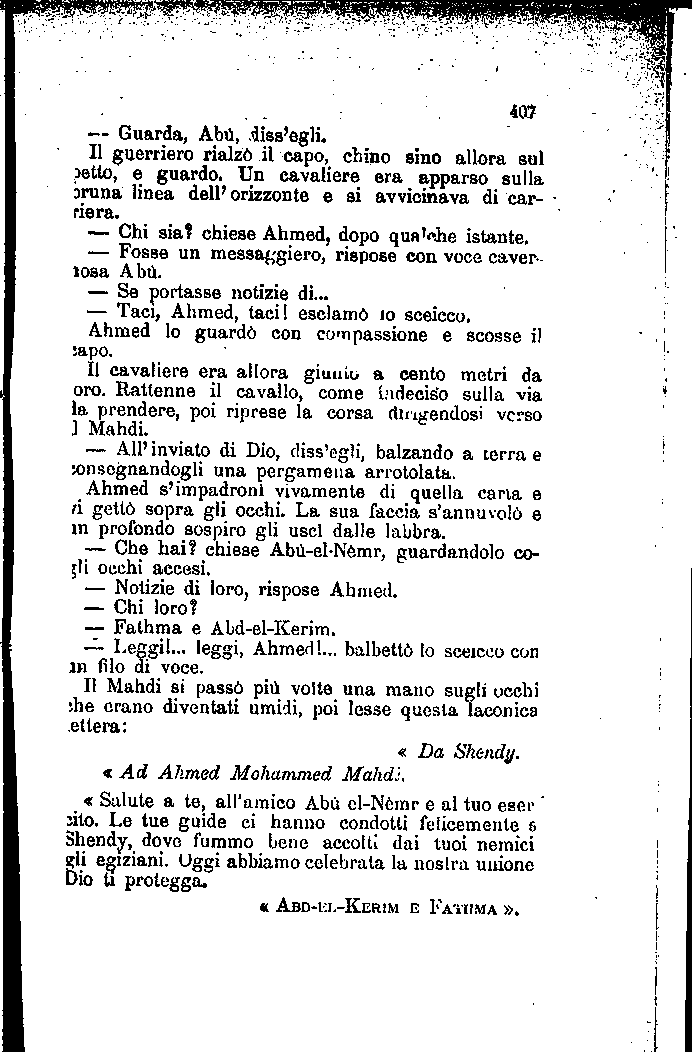 407
— Guarda, Abù, diss'egli.
Il guerriero rialzò il capo, chino sino allora sul
petto, e guardo. Un cavaliere era apparso sulla
bruna linea dell'orizzonte e si avvicinava di car-
riera.
— Chi sia? chiese Ahmed, dopo qualche istante.
— Fosse un messaggiero, rispose con voce caver-
nosa Abù.
— Se portasse notizie di...
— Taci, Ahmed, taci! esclamò lo sceicco.
Ahmed lo guardò con compassione e scosse il
capo.
Il cavaliere era allora giunto a cento metri da
loro. Rattenne il cavallo, come indeciso sulla via
da prendere, poi riprese la corsa dirigendosi verso
il Mahdi.
— All'inviato di Dio, diss'egli, balzando a terra e
consegnandogli una pergamena arrotolata.
Ahmed s'impadronì vivamente di quella carta e
vi gettò sopra gli occhi. La sua faccia s'annuvolò e
un profondo sospiro gli uscì dalle labbra.
— Che hai? chiese Abù-el-Nèmr, guardandolo co-
gli occhi accesi.
— Notizie di loro, rispose Ahmed.
— Chi loro?
— Fathma e Abd-el-Kerim.
— Leggi!... leggi, Ahmed!... balbettò lo sceicco con
un filo di voce.
Il Mahdi si passò più volte una mano sugli occhi
che erano diventati umidi, poi lesse questa laconica
lettera:
« Da Shendy.
« Ad Ahmed Mohammed Mahdi.
« Salute a te, all'amico Abù el-Nèmr e al tuo eser
cito. Le tue guide ci hanno condotti felicemente a
Shendy, dove fummo bene accolti dai tuoi nemici
gli egiziani. Oggi abbiamo celebrata la nostra unione
Dio ti protegga.
« ABD-EL-KERIM E FATHMA ».